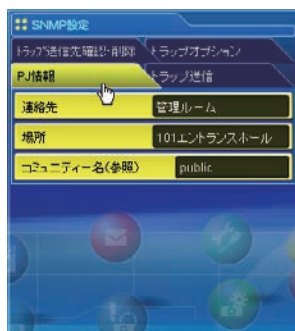 SNMP設定
トラップ送信先確認・削除
トラップオプション
PJ情報
トラップ送信
連絡先
管理ルーム
場所
101エントランスホール
コミュニティー名(参照)
public